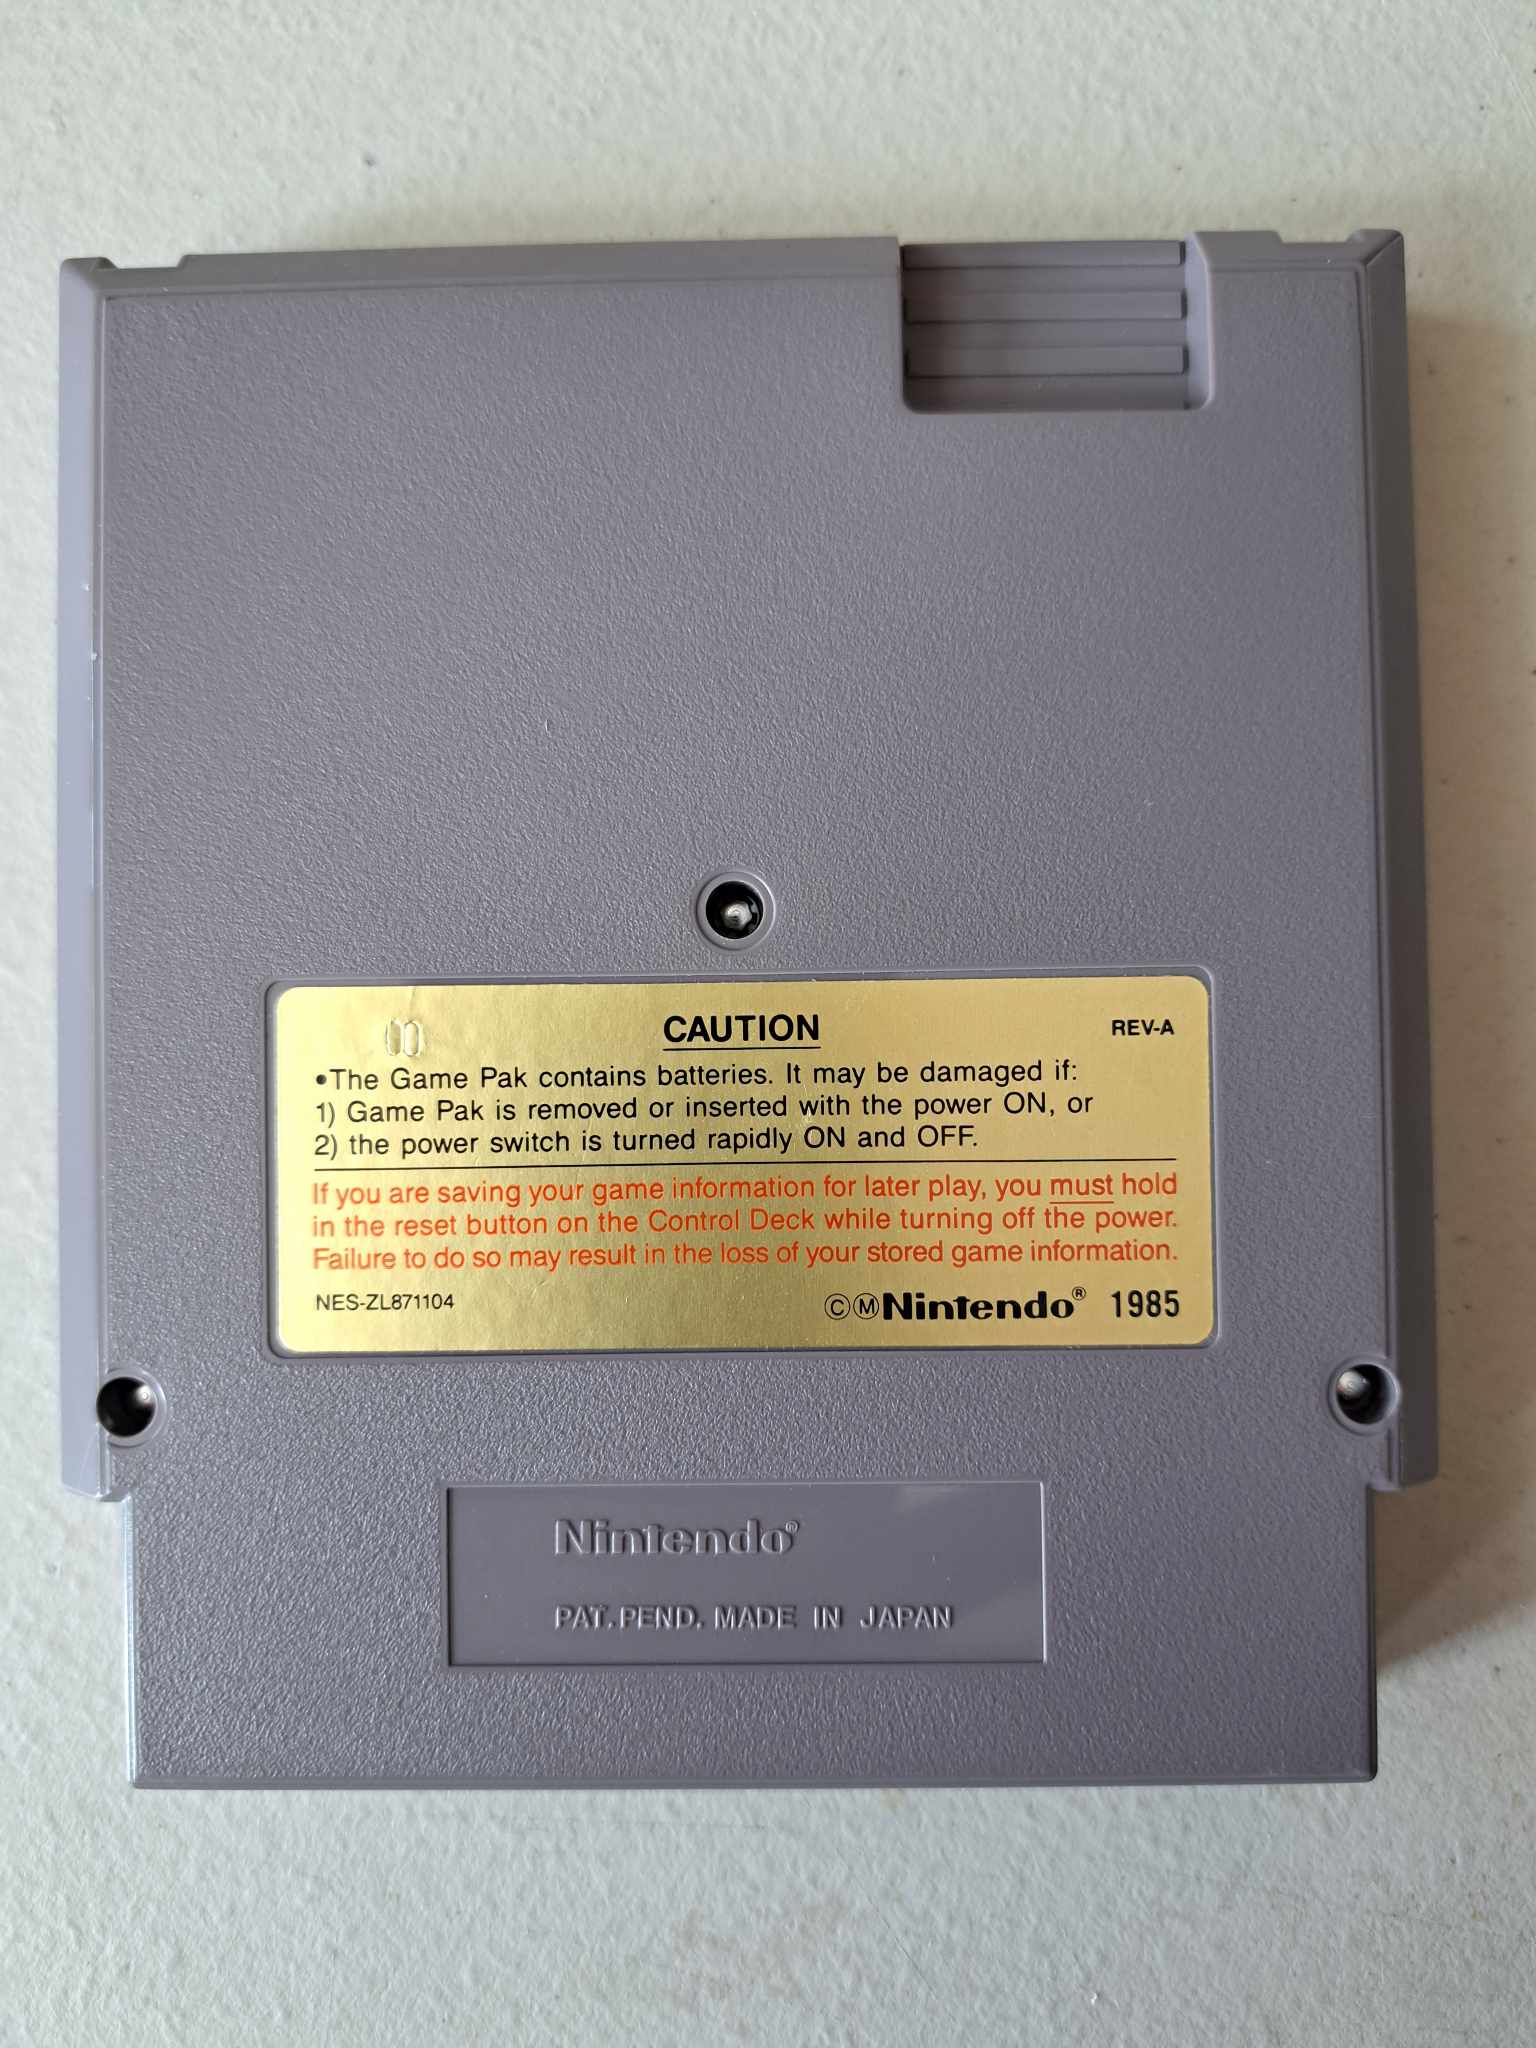 00
CAUTION
REV-A
•The Game Pak contains batteries. It may be damaged if:
1) Game Pak is removed or inserted with the power ON, or
2) the power switch is turned rapidly ON and OFF.
If you are saving your game information for later play, you must hold
in the reset button on the Control Deck while turning off the power.
Failure to do so may result in the loss of your stored game information.
NES-ZL871104
©ⓂNintendo® 1985
Nintendo®
PAT.PEND. MADE IN JAPAN